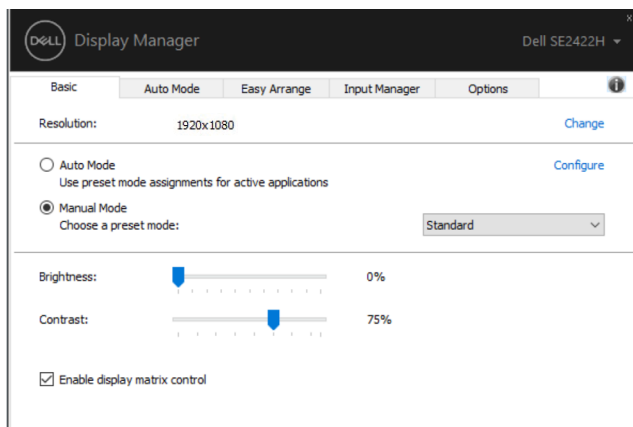 DELL Display Manager Dell SE2422H
Basic Auto Mode Easy Arrange Input Manager Options
Resolution: 1920x1080 Change
Auto Mode Configure
Use preset mode assignments for active applications
Manual Mode
Choose a preset mode: Standard
Brightness: 0%
Contrast: 75%
Enable display matrix control